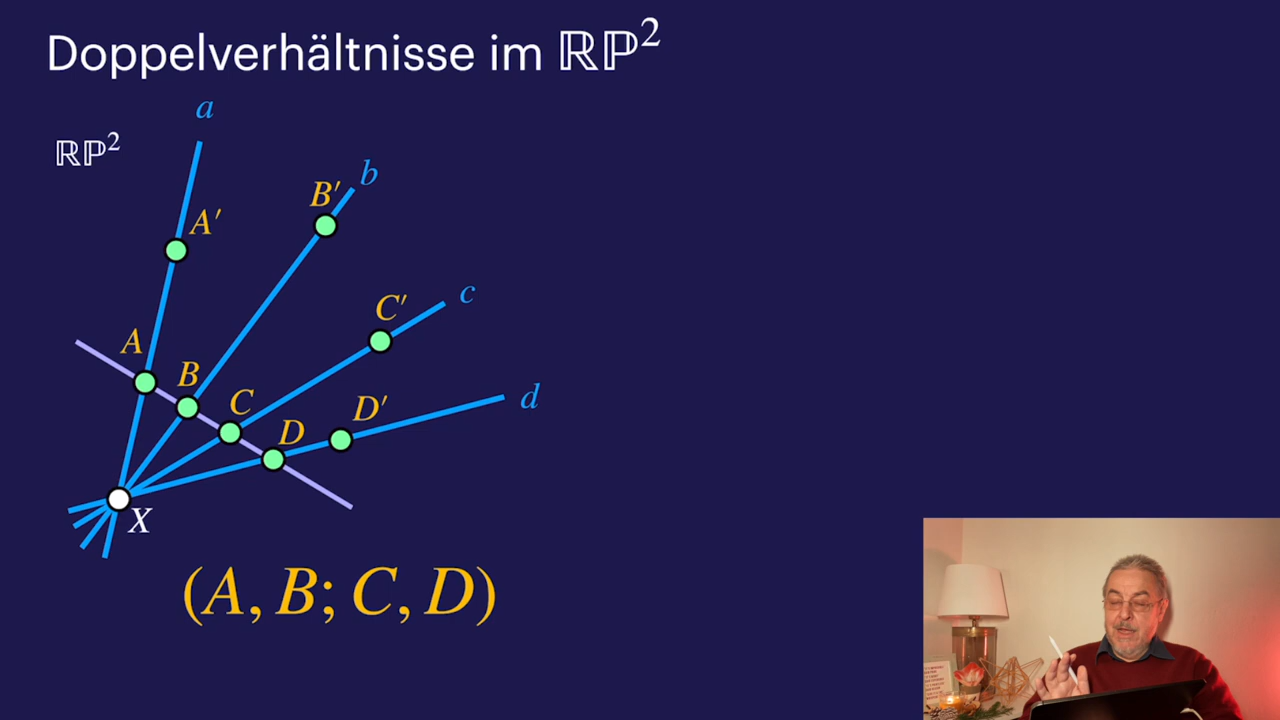 Doppelverhältnisse im ℝℙ²
a
ℝℙ²
b
B′
A′
c
C′
A
B
d
C
D′
D
X
(A, B; C, D)